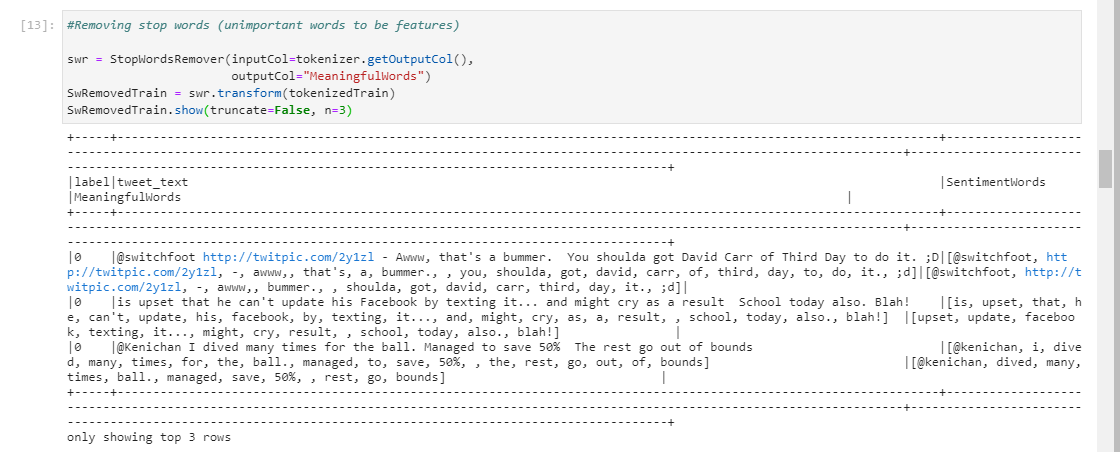 [13]: #Removing stop words (unimportant words to be features)
swr = StopWordsRemover(inputCol=tokenizer.getOutputCol(),
outputCol="MeaningfulWords")
SwRemovedTrain = swr.transform(tokenizedTrain)
SwRemovedTrain.show(truncate=False, n=3)
|label|tweet_text |SentimentWords
|MeaningfulWords |
|0 |@switchfoot http://twitpic.com/2y1zl - Awww, that's a bummer.  You shoulda got David Carr of Third Day to do it. ;D|[@switchfoot, htt
p://twitpic.com/2y1zl, -, awww,, that's, a, bummer., , you, shoulda, got, david, carr, of, third, day, to, do, it., ;d]|[@switchfoot, http://t
witpic.com/2y1zl, -, awww,, bummer., , shoulda, got, david, carr, third, day, it., ;d]|
|0 |is upset that he can't update his Facebook by texting it... and might cry as a result  School today also. Blah! |[is, upset, that, h
e, can't, update, his, facebook, by, texting, it..., and, might, cry, as, a, result, , school, today, also., blah!] |[upset, update, faceboo
k, texting, it..., might, cry, result, , school, today, also., blah!] |
|0 |@Kenichan I dived many times for the ball. Managed to save 50%  The rest go out of bounds |[@kenichan, i, dive
d, many, times, for, the, ball., managed, to, save, 50%, , the, rest, go, out, of, bounds] |[@kenichan, dived, many,
times, ball., managed, save, 50%, , rest, go, bounds] |
only showing top 3 rows